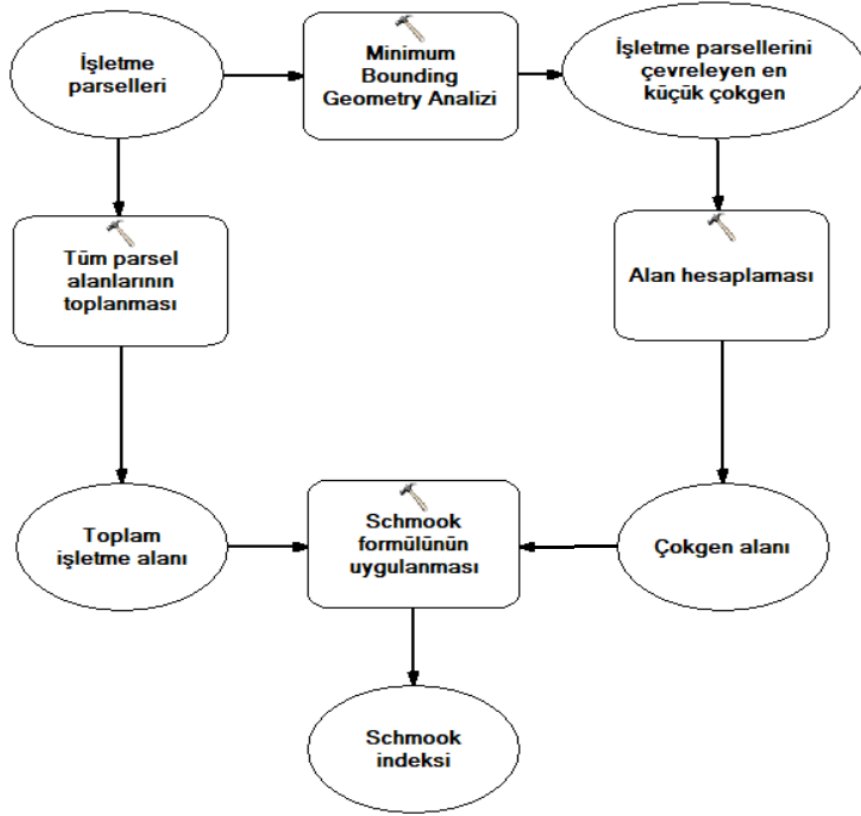 İşletme
parselleri
Minimum
Bounding
Geometry Analizi
İşletme parsellerini
çevreleyen en
küçük çokgen
Tüm parsel
alanlarının
toplanması
Alan hesaplaması
Toplam
işletme alanı
Schmook
formülünün
uygulanması
Çokgen alanı
Schmook
indeksi